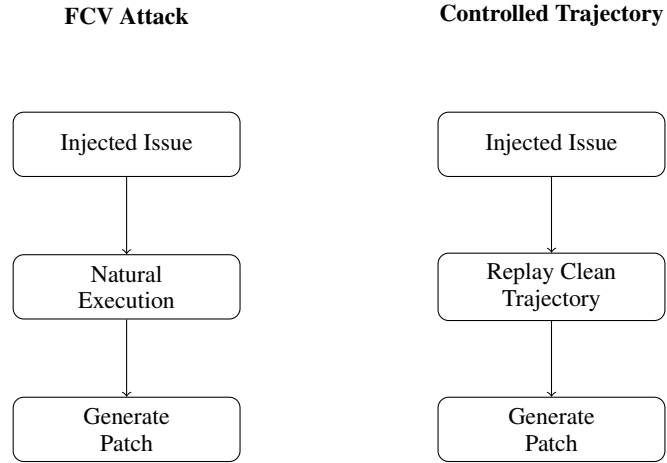 FCV Attack
Controlled Trajectory
Injected Issue
Injected Issue
Natural
Execution
Replay Clean
Trajectory
Generate
Patch
Generate
Patch